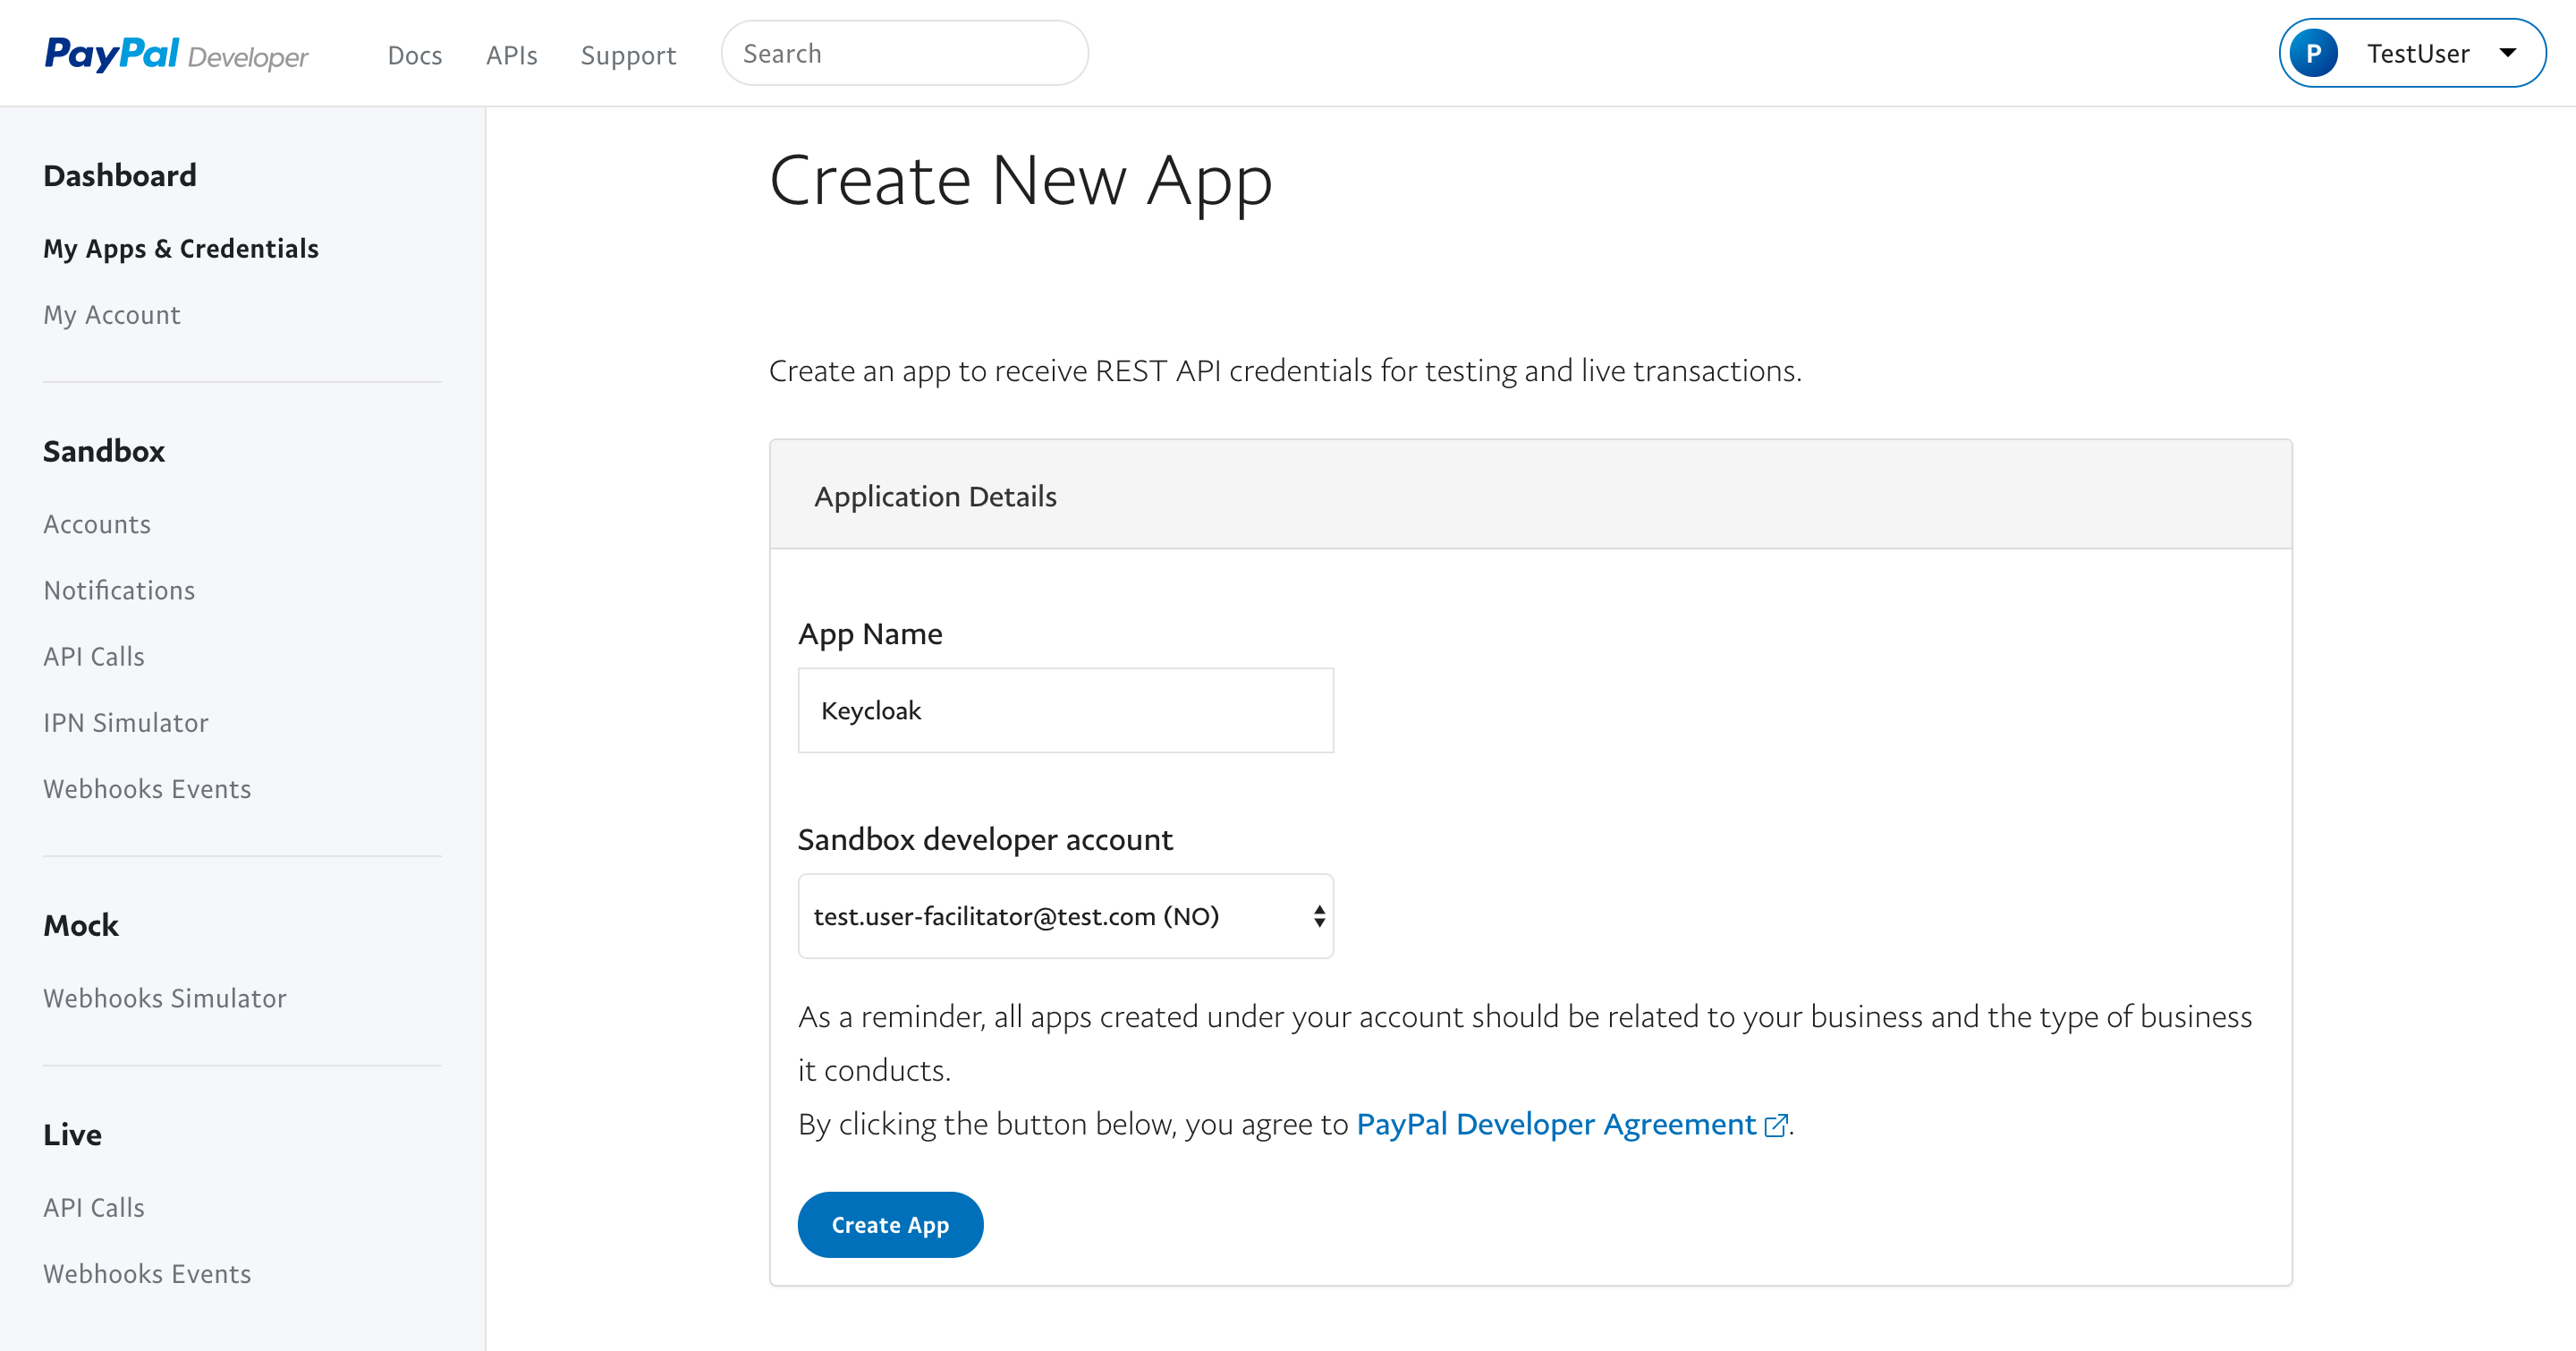 PayPal Developer
Docs
APIs
Support
Search
P
TestUser
Dashboard
My Apps & Credentials
My Account
Sandbox
Accounts
Notifications
API Calls
IPN Simulator
Webhooks Events
Mock
Webhooks Simulator
Live
API Calls
Webhooks Events
Create New App
Create an app to receive REST API credentials for testing and live transactions.
Application Details
App Name
Keycloak
Sandbox developer account
test.user-facilitator@test.com (NO)
As a reminder, all apps created under your account should be related to your business and the type of business
it conducts.
By clicking the button below, you agree to PayPal Developer Agreement.
Create App